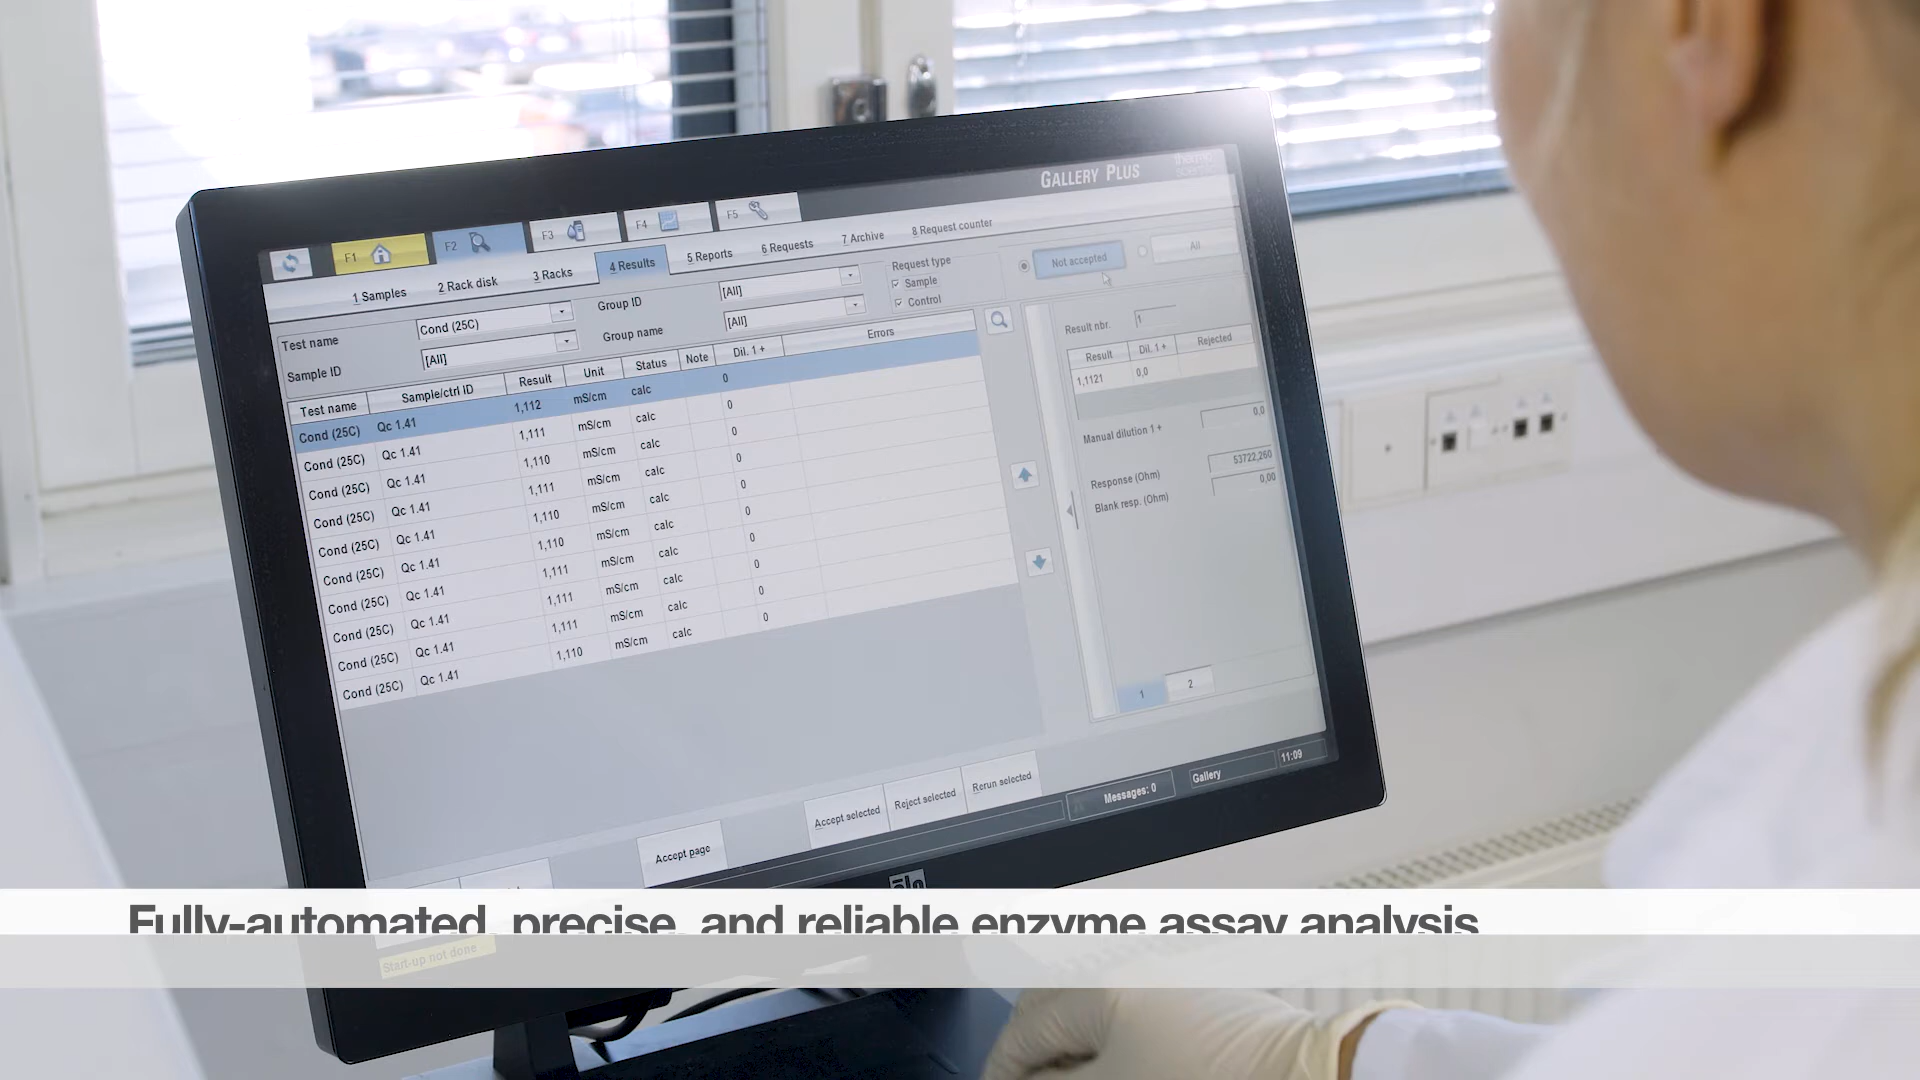 GALLERY PLUS
thermo scientific
F1 F2 F3 F4 F5
1 Samples 2 Rack disk 3 Racks 4 Results 5 Reports 6 Requests 7 Archive 8 Request counter
Test name Cond (25C) Group ID [All] Request type Not accepted All
Sample ID [All] Group name [All] Sample
Control
Test name Sample/ctrl ID Result Unit Status Note Dil. 1 + Errors
Cond (25C) Qc 1.41 1,112 mS/cm calc 0
Cond (25C) Qc 1.41 1,111 mS/cm calc 0
Cond (25C) Qc 1.41 1,110 mS/cm calc 0
Cond (25C) Qc 1.41 1,111 mS/cm calc 0
Cond (25C) Qc 1.41 1,110 mS/cm calc 0
Cond (25C) Qc 1.41 1,110 mS/cm calc 0
Cond (25C) Qc 1.41 1,111 mS/cm calc 0
Cond (25C) Qc 1.41 1,111 mS/cm calc 0
Cond (25C) Qc 1.41 1,111 mS/cm calc 0
Cond (25C) Qc 1.41 1,110 mS/cm calc 0
Result nbr. 1
Result Dil. 1 + Rejected
1,1121 0,0
Manual dilution 1 + 0,0
Response (Ohm) 53722,260
Blank resp. (Ohm) 0,00
1 2
Accept page Accept selected Reject selected Rerun selected
Messages: 0 Gallery 11:09
elo
Fully-automated, precise, and reliable enzyme assay analysis
Start-up not done